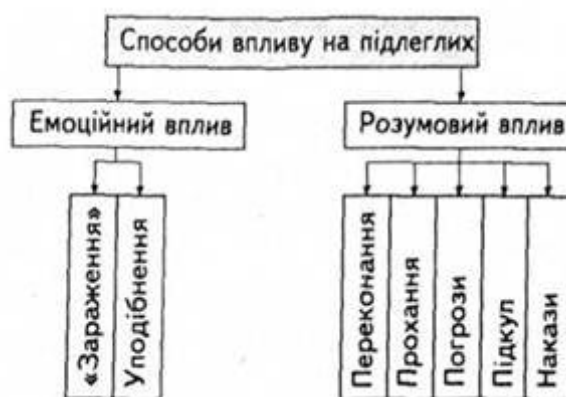 Способи впливу на підлеглих
Емоційний вплив
Розумовий вплив
«Зараження»
Уподібнення
Переконання
Прохання
Погрози
Підкуп
Накази